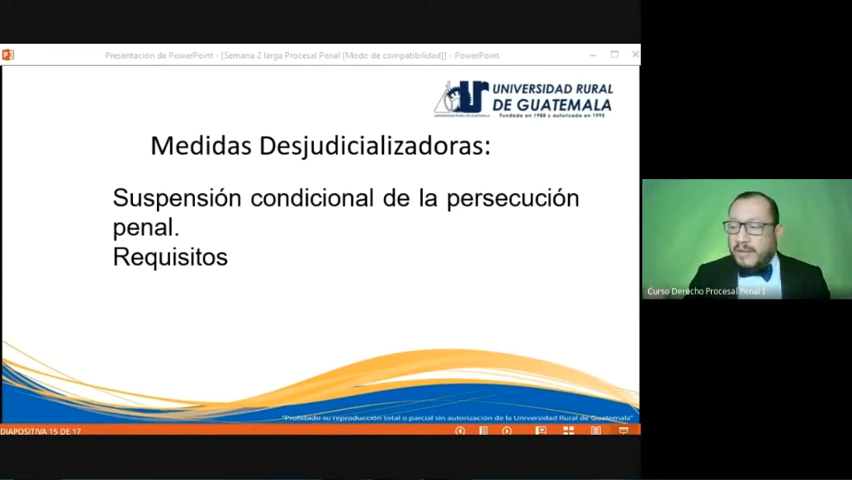 Presentación de PowerPoint - [Semana 2 larga Procesal Penal [Modo de compatibilidad]] - PowerPoint
UNIVERSIDAD RURAL
DE GUATEMALA
Fundada en 1988 y autorizada en 1995
Medidas Desjudicializadoras:
Suspensión condicional de la persecución
penal.
Requisitos
Curso Derecho Procesal Penal I
"Prohibido su reproducción total o parcial sin autorización de la Universidad Rural de Guatemala"
DIAPOSITIVA 15 DE 17